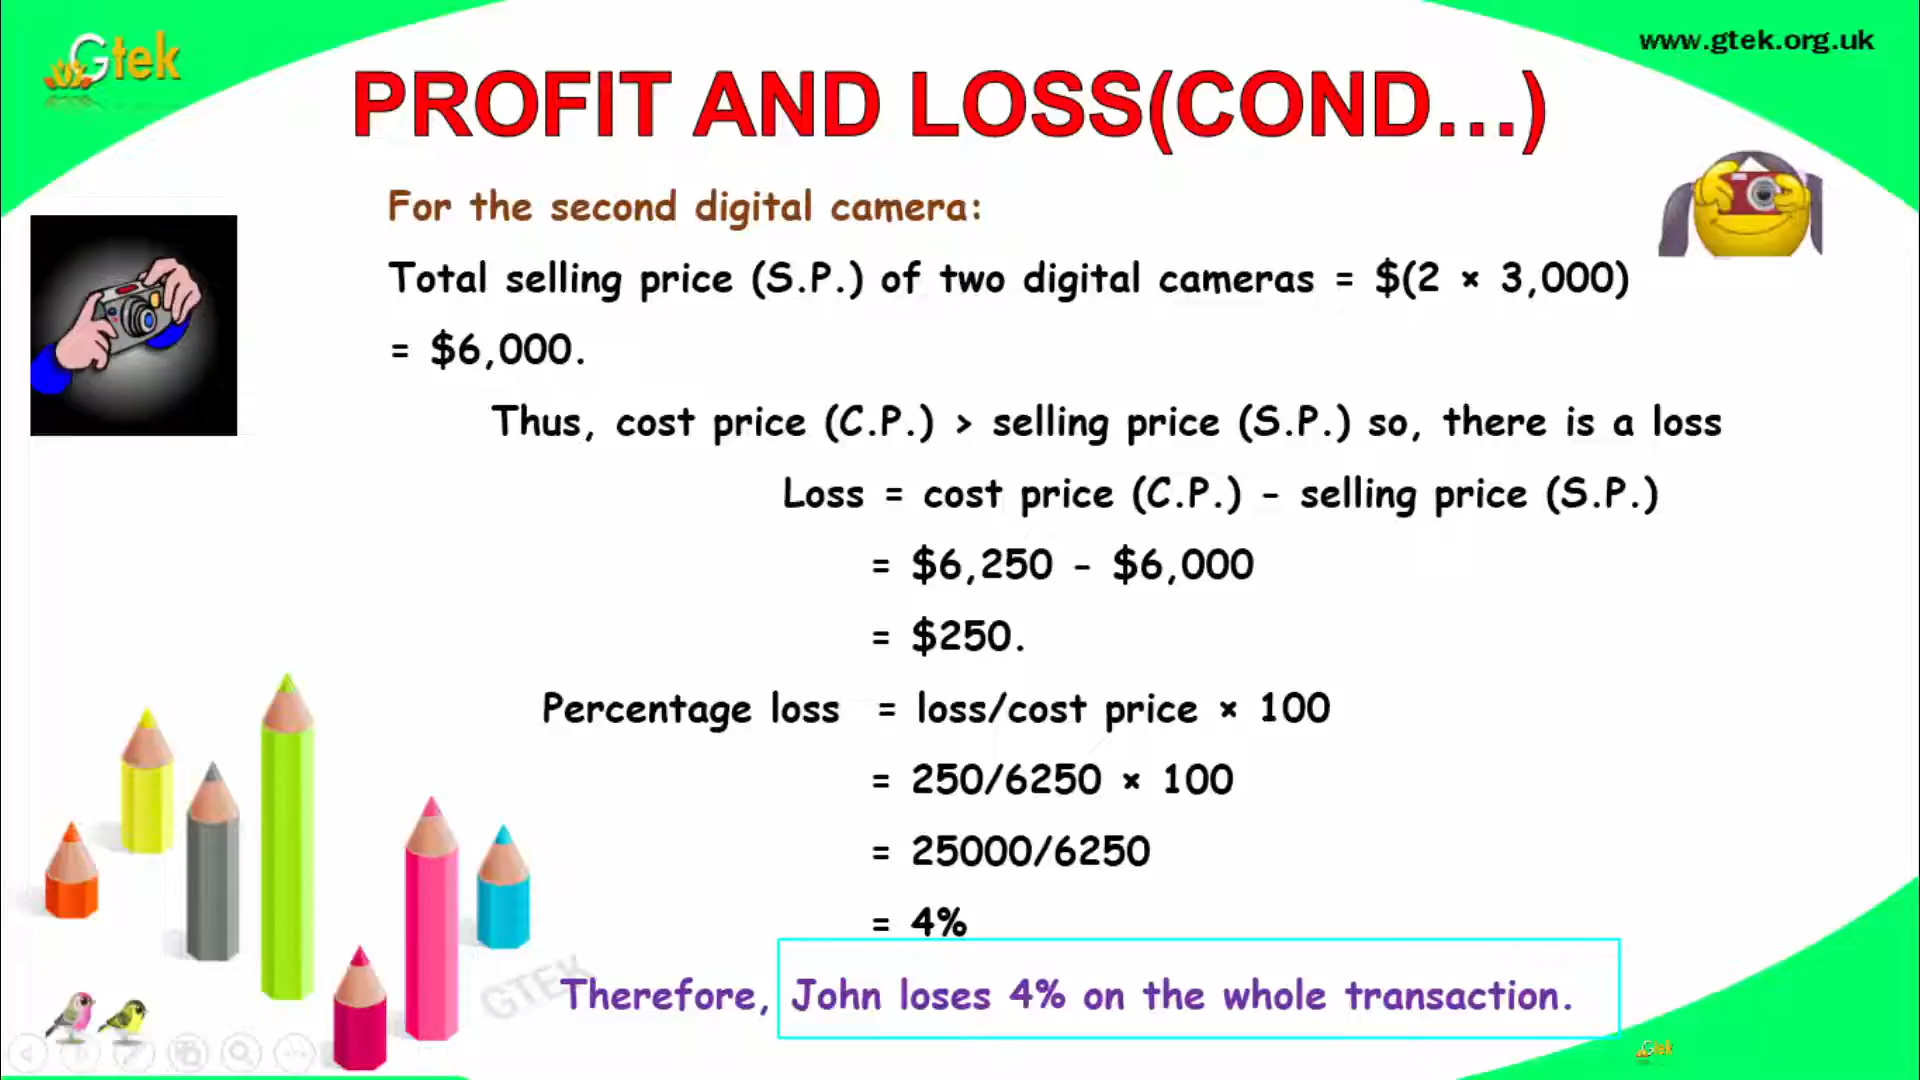 Gtek
www.gtek.org.uk
PROFIT AND LOSS(COND...)
For the second digital camera:
Total selling price (S.P.) of two digital cameras = $(2 × 3,000)
= $6,000.
Thus, cost price (C.P.) > selling price (S.P.) so, there is a loss
Loss = cost price (C.P.) - selling price (S.P.)
= $6,250 - $6,000
= $250.
Percentage loss = loss/cost price × 100
= 250/6250 × 100
= 25000/6250
= 4%
GTEK
Therefore, John loses 4% on the whole transaction.
Gtek